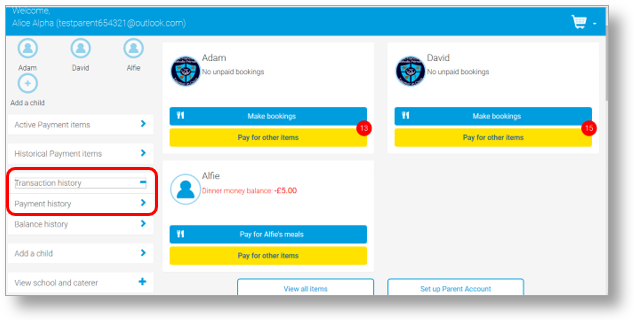 Welcome,
Alice Alpha (testparent654321@outlook.com)
Adam
David
Alfie
Add a child
Active Payment items
Historical Payment items
Transaction history
Payment history
Balance history
Add a child
View school and caterer
Adam
No unpaid bookings
Make bookings
13
Pay for other items
David
No unpaid bookings
Make bookings
15
Pay for other items
Alfie
Dinner money balance: -£5.00
Pay for Alfie's meals
Pay for other items
View all items
Set up Parent Account